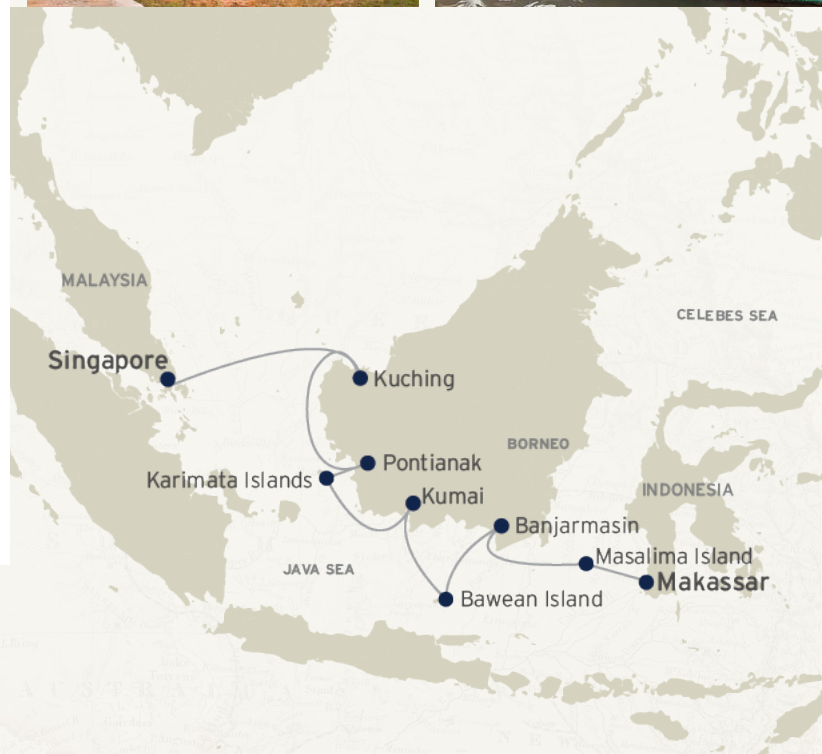 MALAYSIA
CELEBES SEA
Singapore
Kuching
BORNEO
Pontianak
Karimata Islands
INDONESIA
Kumai
Banjarmasin
Masalima Island
JAVA SEA
Makassar
Bawean Island
AUSTRALIA